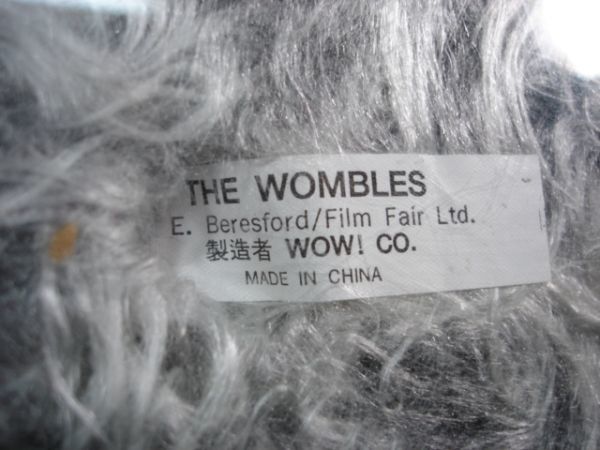 THE WOMBLES
E. Beresford/Film Fair Ltd.
製造者 WOW! CO.
MADE IN CHINA